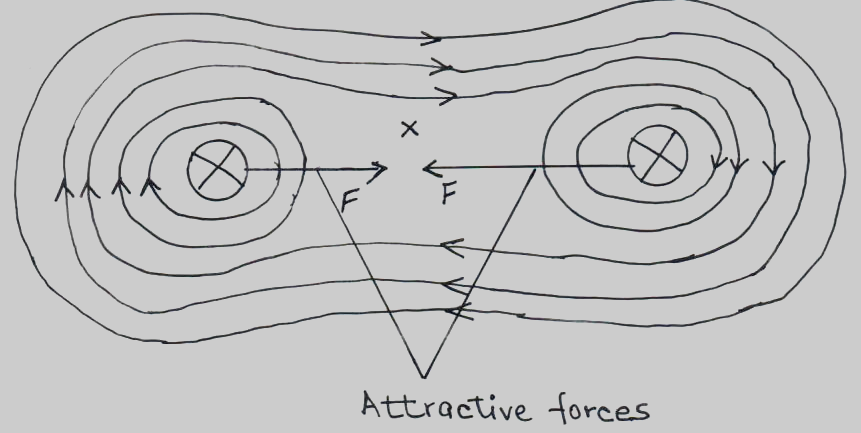 x
F F
Attractive forces